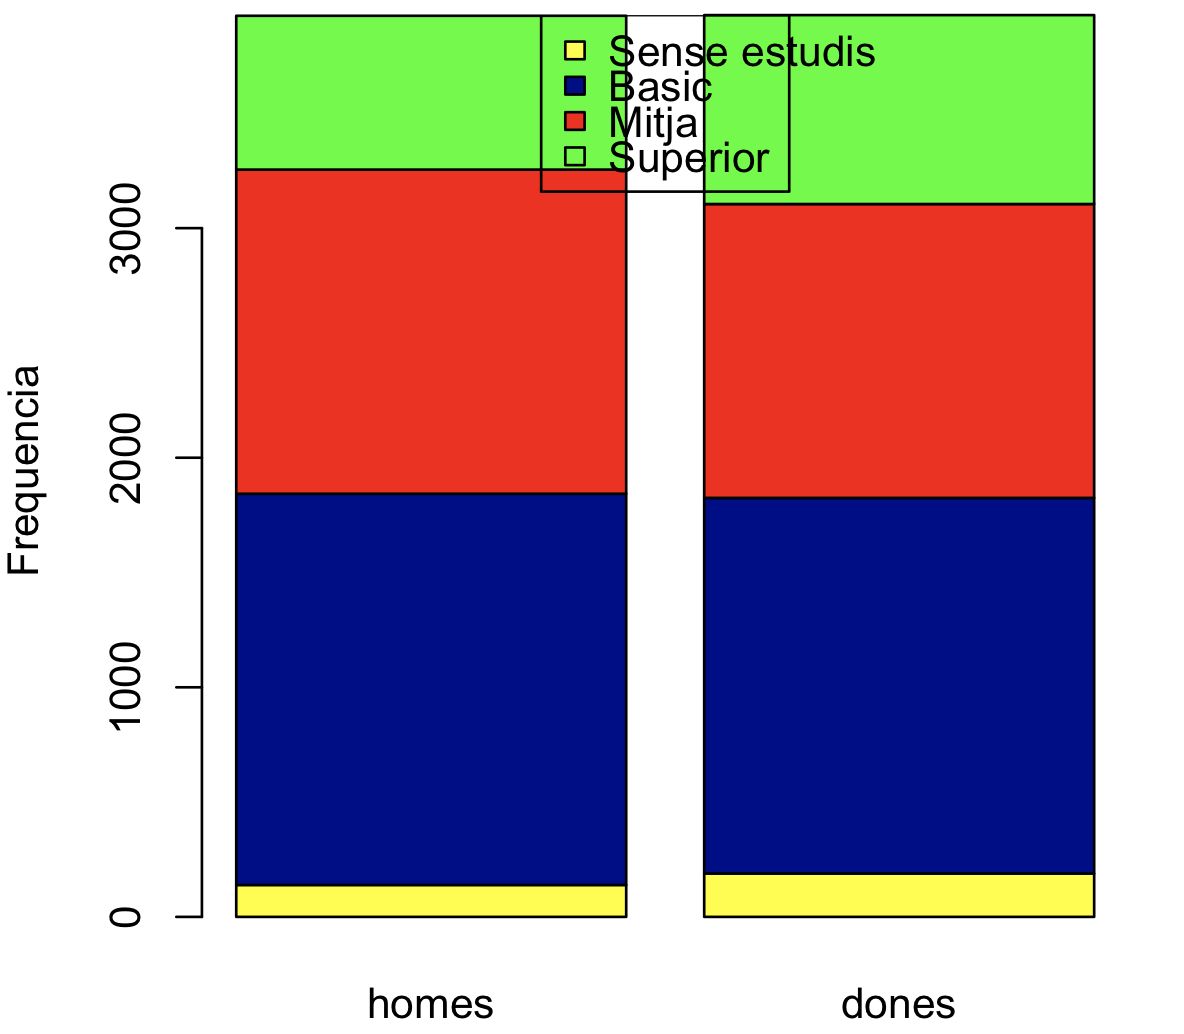 Sense estudis
Basic
Mitja
Superior
Frequencia
3000
2000
1000
0
homes
dones